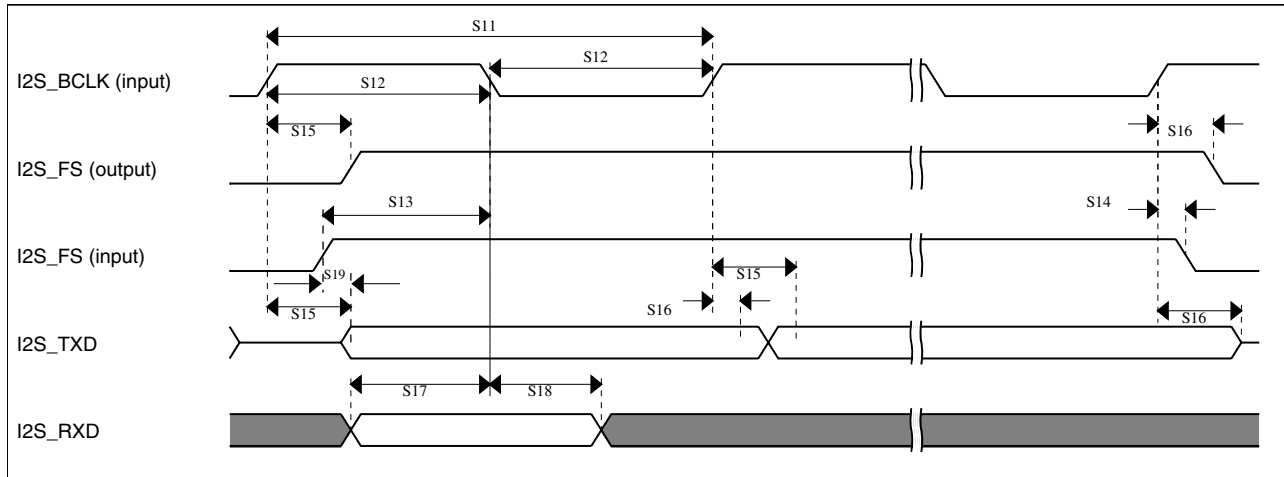 S11
I2S_BCLK (input)
S12
S12
S15
S16
I2S_FS (output)
S13
S14
I2S_FS (input)
S19
S15
S15
S16
S16
I2S_TXD
S17
S18
I2S_RXD